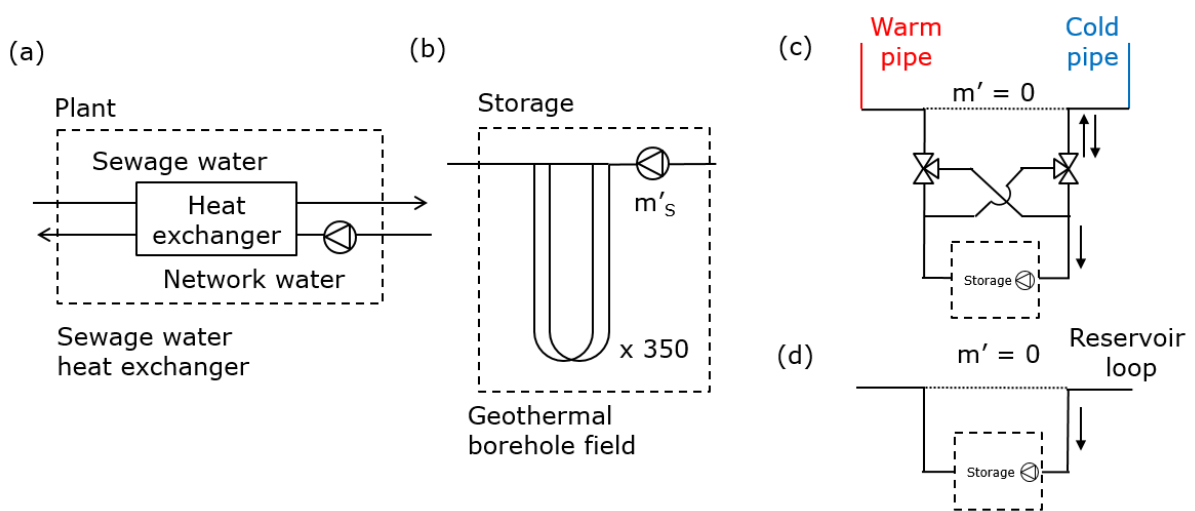 (a)
Plant
Sewage water
Heat
exchanger
Network water
Sewage water
heat exchanger
(b)
Storage
m's
x 350
Geothermal
borehole field
(c)
Warm
pipe
Cold
pipe
m' = 0
Storage
(d)
m' = 0
Reservoir
loop
Storage